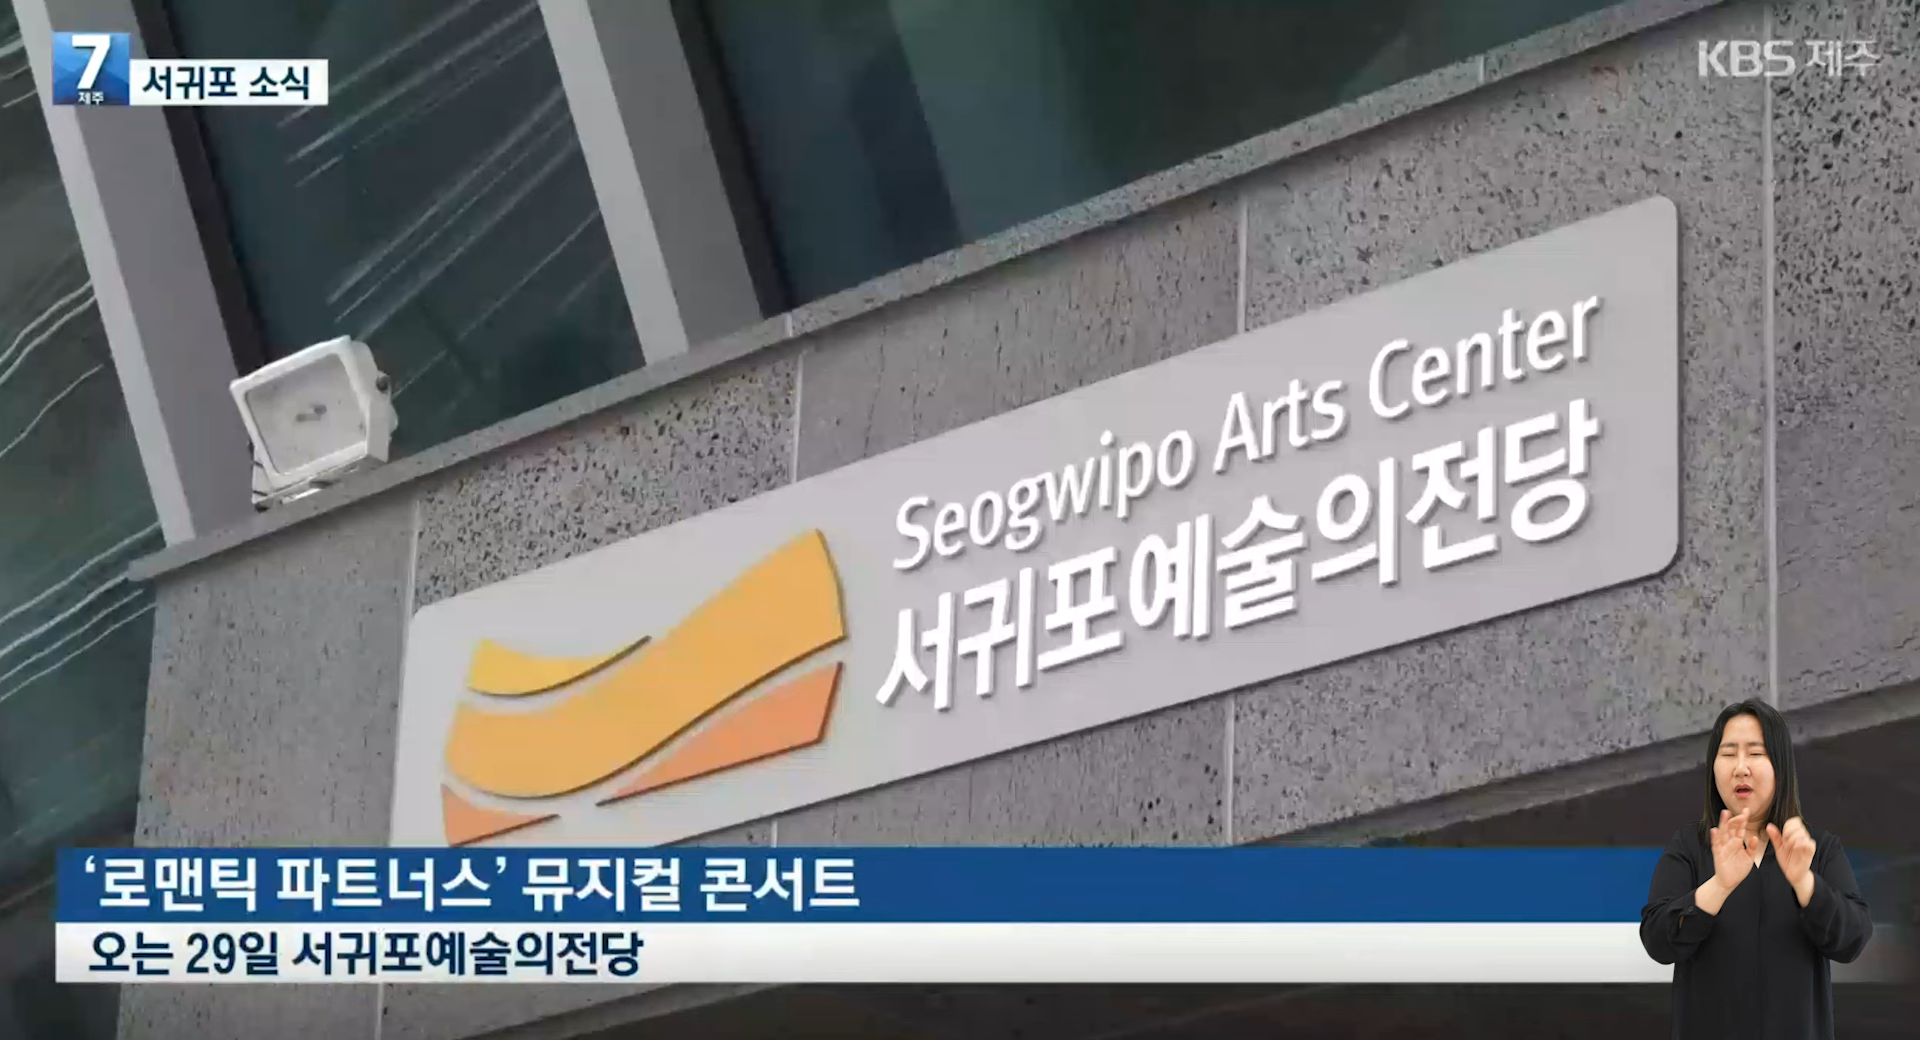 7
제주
서귀포 소식
KBS 제주
Seogwipo Arts Center
서귀포예술의전당
‘로맨틱 파트너스’ 뮤지컬 콘서트
오는 29일 서귀포예술의전당